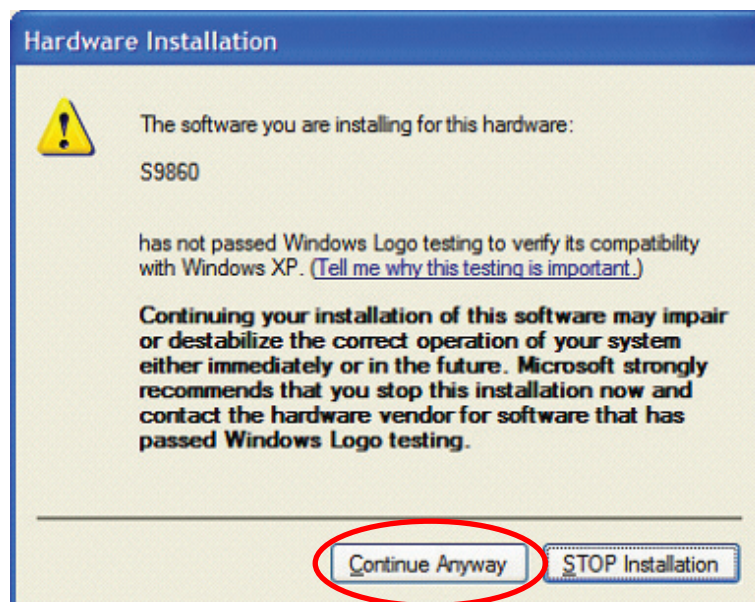 Hardware Installation
The software you are installing for this hardware:
S9860
has not passed Windows Logo testing to verify its compatibility
with Windows XP. (Tell me why this testing is important.)
Continuing your installation of this software may impair
or destabilize the correct operation of your system
either immediately or in the future. Microsoft strongly
recommends that you stop this installation now and
contact the hardware vendor for software that has
passed Windows Logo testing.
Continue Anyway STOP Installation